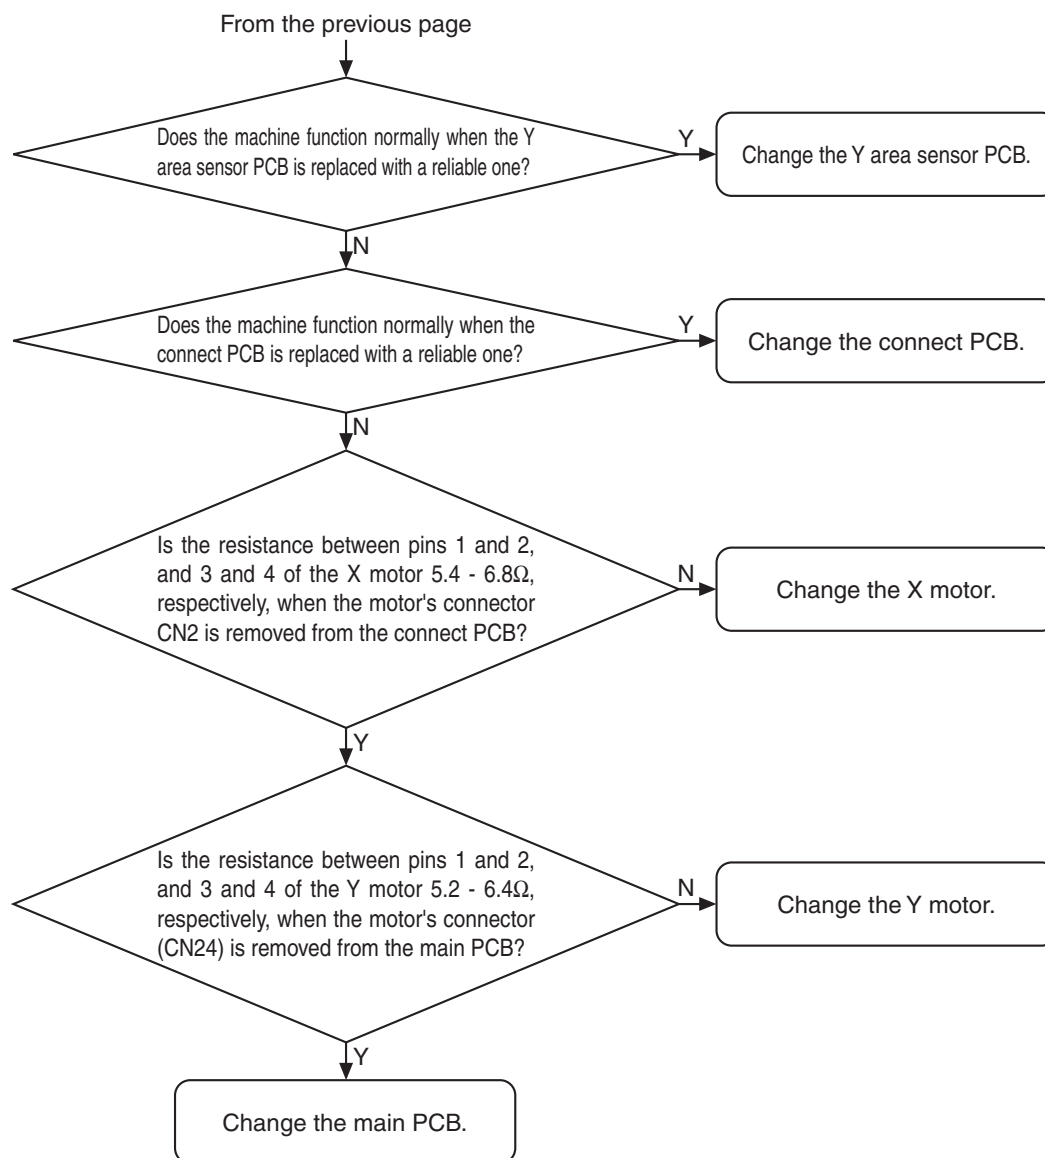 From the previous page
Does the machine function normally when the Y
area sensor PCB is replaced with a reliable one?
Y
Change the Y area sensor PCB.
N
Does the machine function normally when the
connect PCB is replaced with a reliable one?
Y
Change the connect PCB.
N
Is the resistance between pins 1 and 2,
and 3 and 4 of the X motor 5.4 - 6.8Ω,
respectively, when the motor's connector
CN2 is removed from the connect PCB?
N
Change the X motor.
Y
Is the resistance between pins 1 and 2,
and 3 and 4 of the Y motor 5.2 - 6.4Ω,
respectively, when the motor's connector
(CN24) is removed from the main PCB?
N
Change the Y motor.
Y
Change the main PCB.